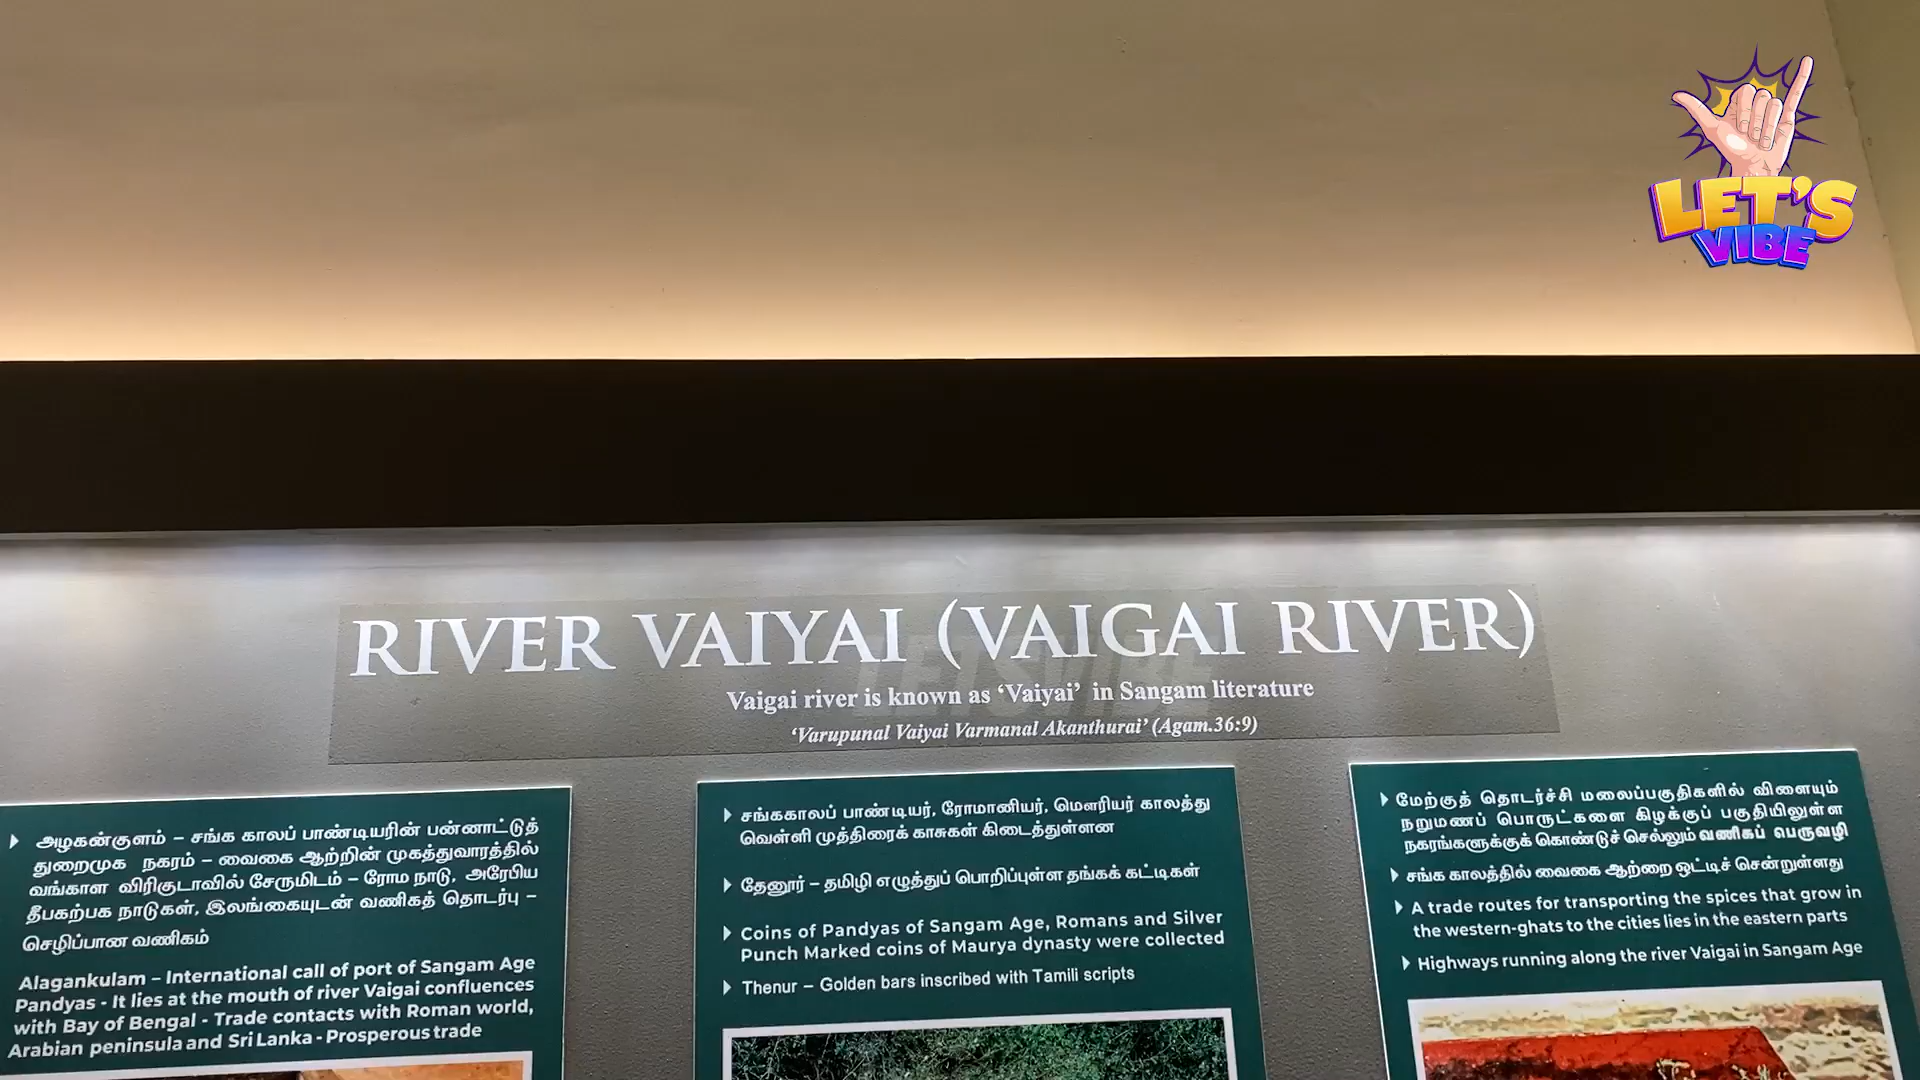 LET'S
VIBE
RIVER VAIYAI (VAIGAI RIVER)
Vaigai river is known as ‘Vaiyai’ in Sangam literature
‘Varupunal Vaiyai Varmanal Akanthurai’ (Agam.36:9)
அழகன்குளம் – சங்க காலப் பாண்டியரின் பன்னாட்டுத்
துறைமுக நகரம் – வைகை ஆற்றின் முகத்துவாரத்தில்
வங்காள விரிகுடாவில் சேருமிடம் – ரோம நாடு, அரேபிய
தீபகற்பக நாடுகள், இலங்கையுடன் வணிகத் தொடர்பு –
செழிப்பான வணிகம்
Alagankulam – International call of port of Sangam Age
Pandyas - It lies at the mouth of river Vaigai confluences
with Bay of Bengal - Trade contacts with Roman world,
Arabian peninsula and Sri Lanka - Prosperous trade
சங்ககாலப் பாண்டியர், ரோமானியர், மௌரியர் காலத்து
வெள்ளி முத்திரைக் காசுகள் கிடைத்துள்ளன
தேனூர் – தமிழி எழுத்துப் பொறிப்புள்ள தங்கக் கட்டிகள்
Coins of Pandyas of Sangam Age, Romans and Silver
Punch Marked coins of Maurya dynasty were collected
Thenur – Golden bars inscribed with Tamili scripts
மேற்குத் தொடர்ச்சி மலைப்பகுதிகளில் விளையும்
நறுமணப் பொருட்களை கிழக்குப் பகுதியிலுள்ள
நகரங்களுக்குக் கொண்டுச் செல்லும் வணிகப் பெருவழி
சங்க காலத்தில் வைகை ஆற்றை ஒட்டிச் சென்றுள்ளது
A trade routes for transporting the spices that grow in
the western-ghats to the cities lies in the eastern parts
Highways running along the river Vaigai in Sangam Age